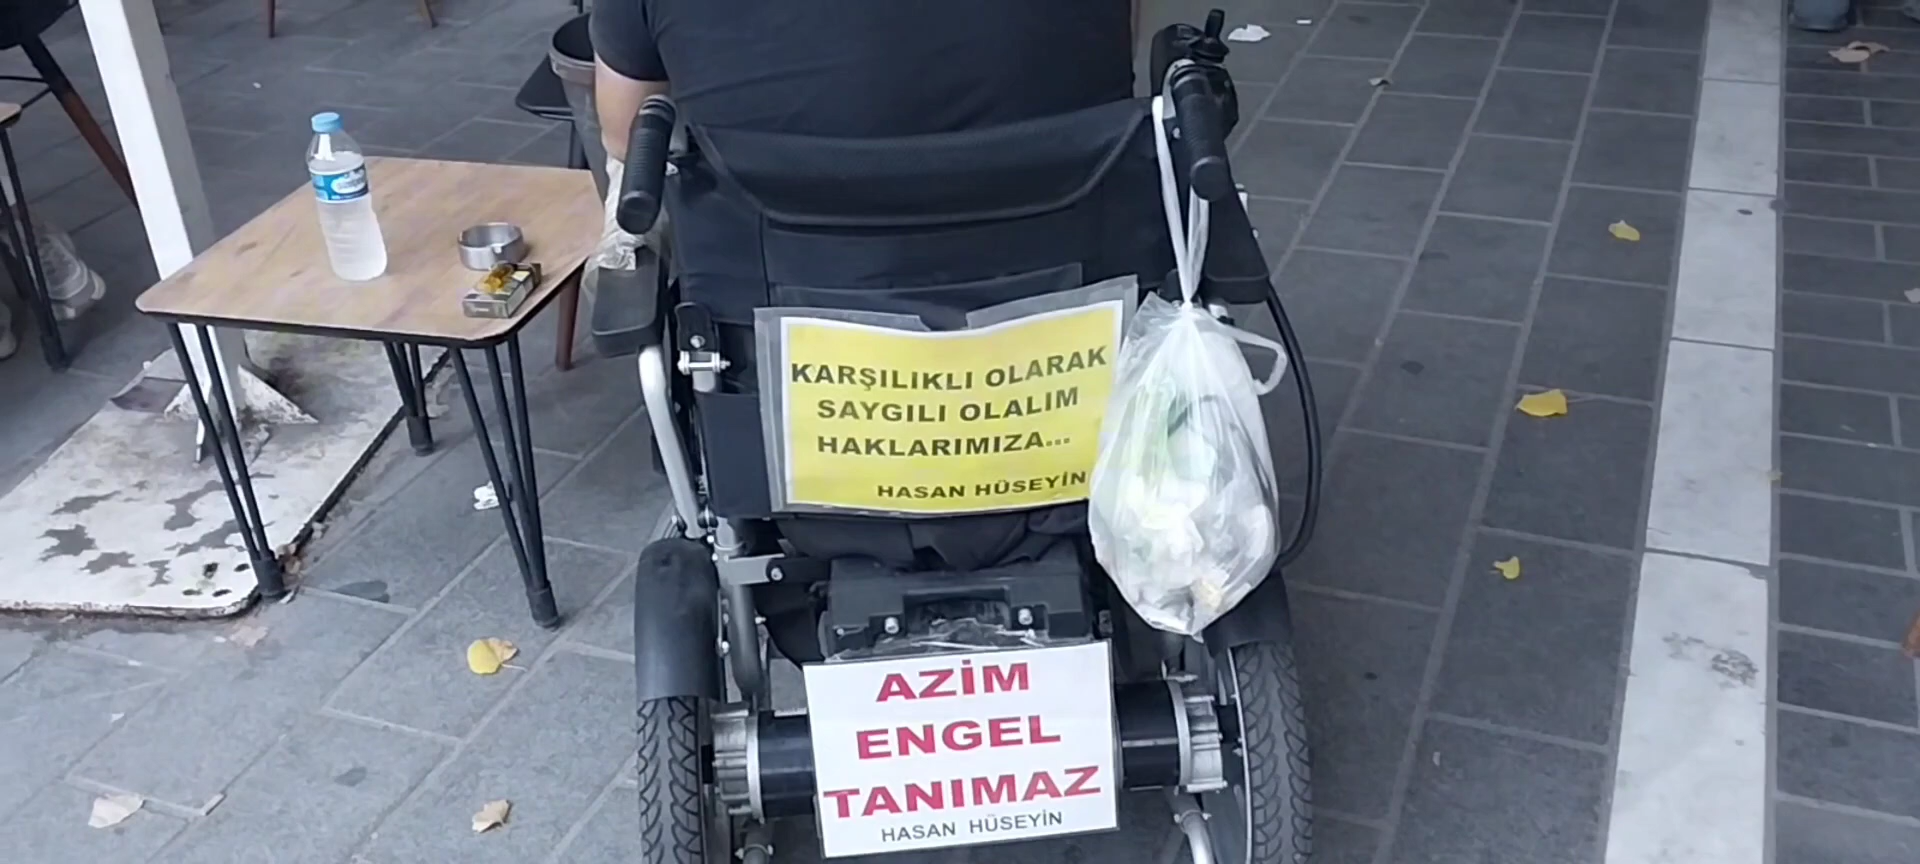 KARŞILIKLI OLARAK
SAYGILI OLALIM
HAKLARIMIZA...
HASAN HÜSEYİN
AZİM
ENGEL
TANIMAZ
HASAN HÜSEYİN